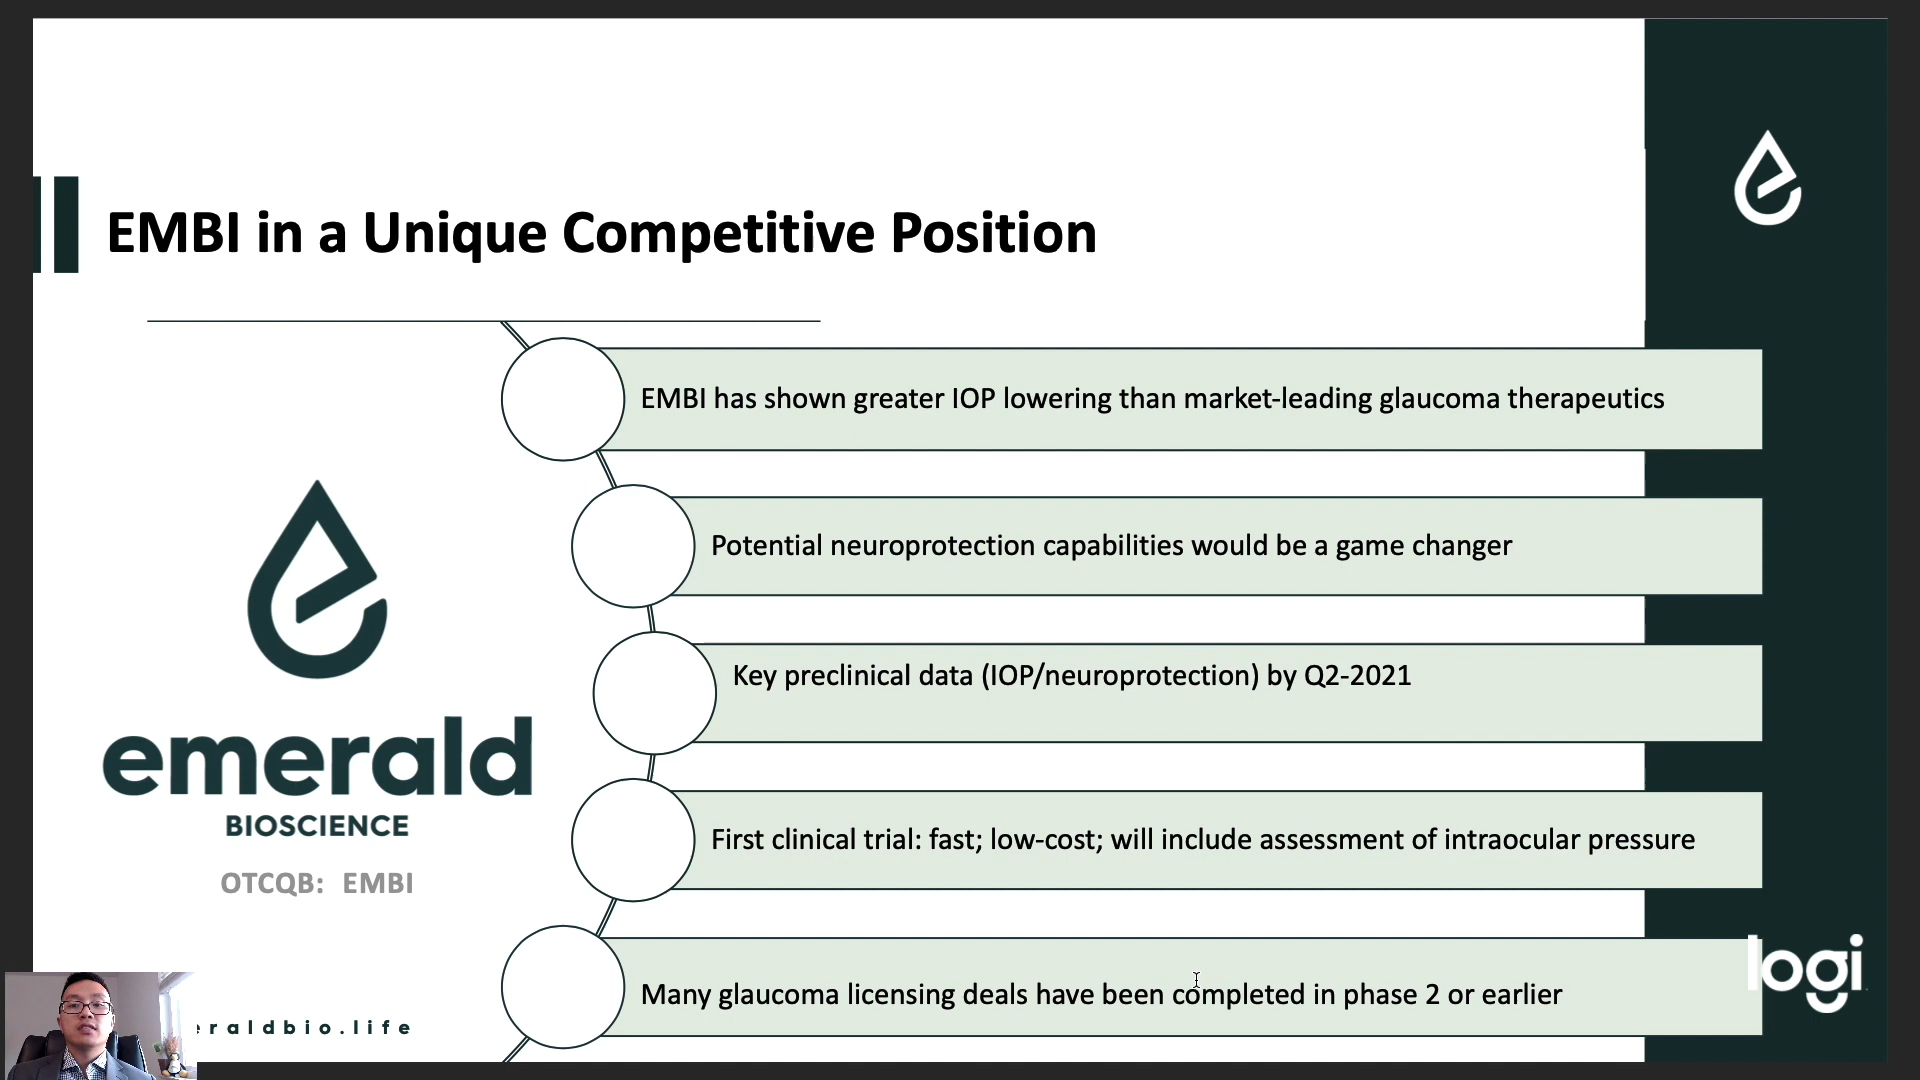 EMBI in a Unique Competitive Position
EMBI has shown greater IOP lowering than market-leading glaucoma therapeutics
Potential neuroprotection capabilities would be a game changer
Key preclinical data (IOP/neuroprotection) by Q2-2021
First clinical trial: fast; low-cost; will include assessment of intraocular pressure
Many glaucoma licensing deals have been completed in phase 2 or earlier
emerald
BIOSCIENCE
OTCQB: EMBI
eraldbio.life
logi